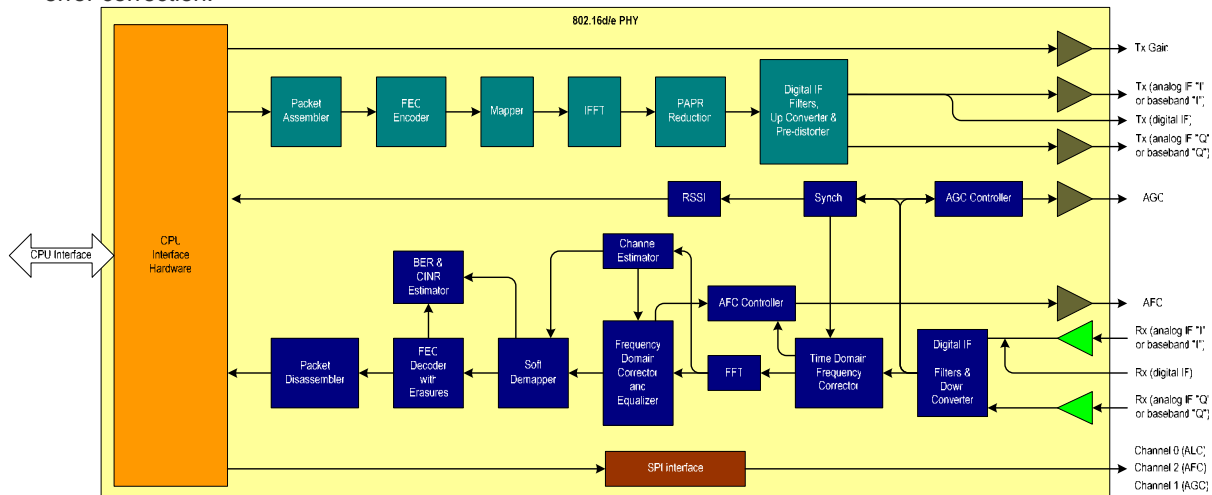 error correction.
802.16d/e PHY
Tx Gain
Packet
Assembler
FEC
Encoder
Mapper
IFFT
PAPR
Reduction
Digital IF
Filters,
Up Converter &
Pre-distorter
Tx (analog IF "I"
or baseband "I")
Tx (digital IF)
Tx (analog IF "Q"
or baseband "Q")
RSSI
Synch
AGC Controller
AGC
CPU Interface
CPU
Interface
Hardware
Channe
Estimator
BER &
CINR
Estimator
AFC Controller
AFC
Packet
Disassembler
FEC
Decoder
with
Erasures
Soft
Demapper
Frequency
Domain
Corrector
and
Equalizer
FFT
Time Domain
Frequency
Corrector
Digital IF
Filters &
Down
Converter
Rx (analog IF "I"
or baseband "I")
Rx (digital IF)
Rx (analog IF "Q"
or baseband "Q")
SPI interface
Channel 0 (ALC)
Channel 2 (AFC)
Channel 1 (AGC)